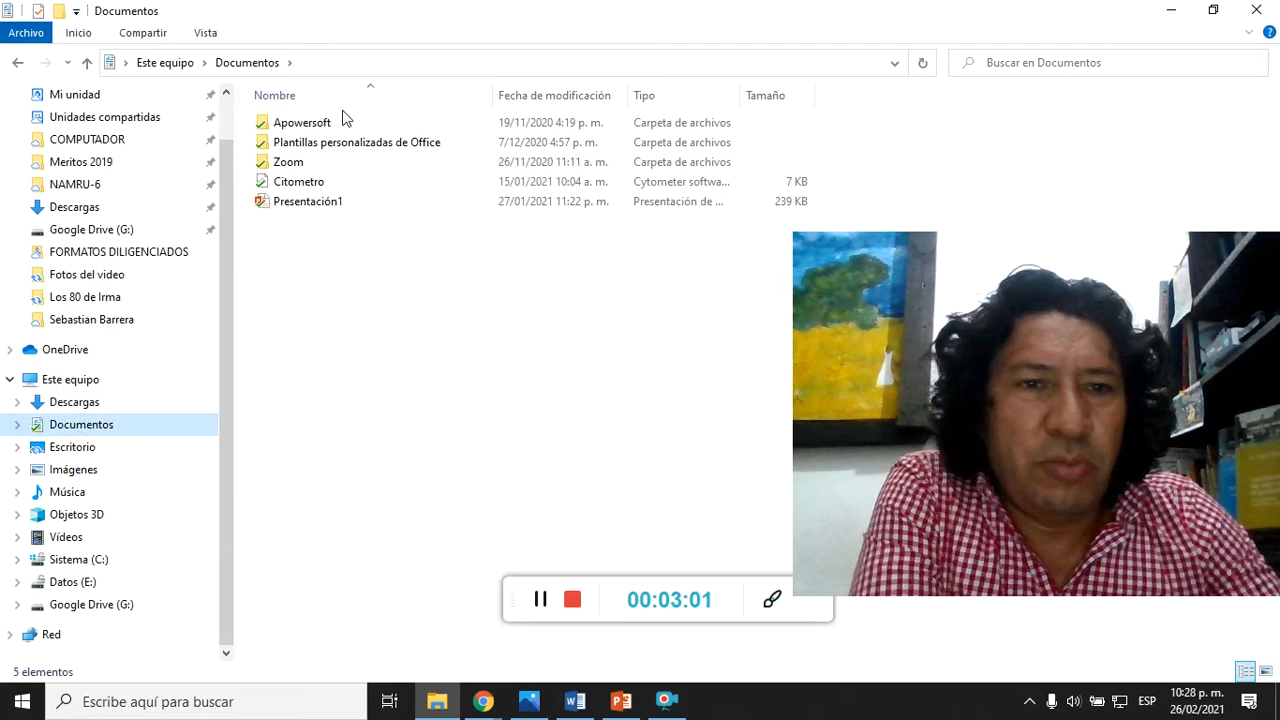 Documentos
Archivo Inicio Compartir Vista
Este equipo Documentos Buscar en Documentos
Nombre Fecha de modificación Tipo Tamaño
Apowersoft 19/11/2020 4:19 p. m. Carpeta de archivos
Plantillas personalizadas de Office 7/12/2020 4:57 p. m. Carpeta de archivos
Zoom 26/11/2020 11:11 a. m. Carpeta de archivos
Citometro 15/01/2021 10:04 a. m. Cytometer softwa... 7 KB
Presentación1 27/01/2021 11:22 p. m. Presentación de ... 239 KB
Mi unidad
Unidades compartidas
COMPUTADOR
Meritos 2019
NAMRU-6
Descargas
Google Drive (G:)
FORMATOS DILIGENCIADOS
Fotos del video
Los 80 de Irma
Sebastian Barrera
OneDrive
Este equipo
Descargas
Documentos
Escritorio
Imágenes
Música
Objetos 3D
Vídeos
Sistema (C:)
Datos (E:)
Google Drive (G:)
Red
00:03:01
5 elementos
Escribe aquí para buscar
ESP
10:28 p. m.
26/02/2021